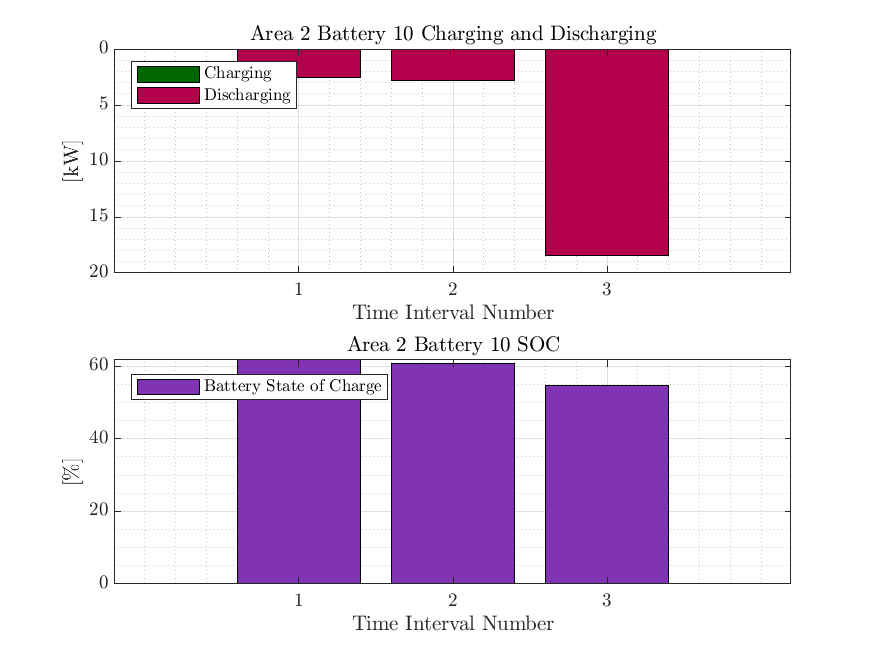 Area 2 Battery 10 Charging and Discharging
0
Charging
Discharging
5
[kW]
10
15
20
1 2 3
Time Interval Number
Area 2 Battery 10 SOC
60
Battery State of Charge
40
[%]
20
0
1 2 3
Time Interval Number